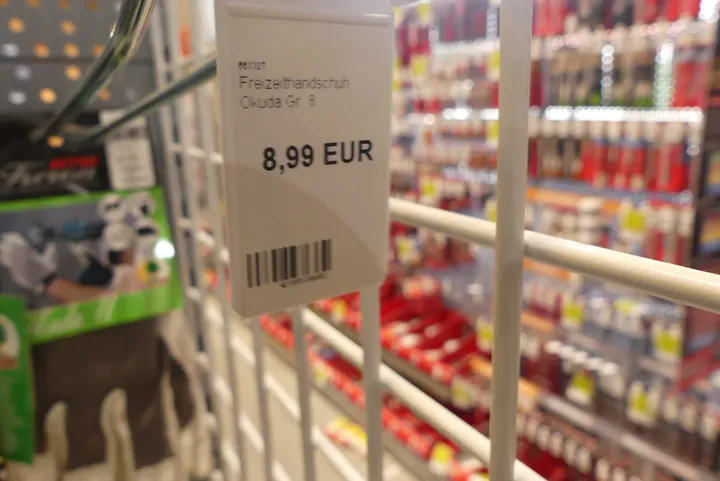 661327
Freizeithandschuh
Okuda Gr. 8
8,99 EUR